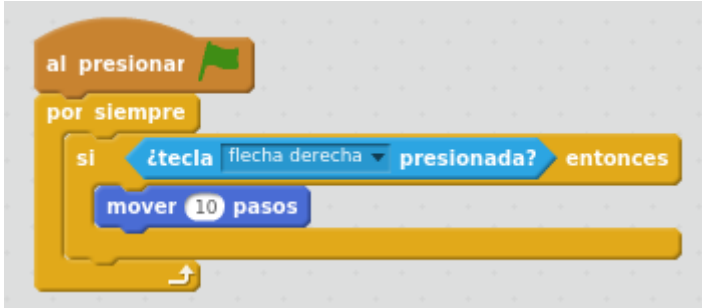 al presionar
por siempre
si ¿tecla flecha derecha presionada? entonces
mover 10 pasos